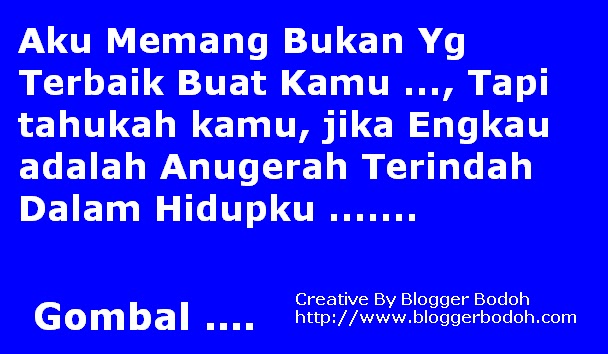 Aku Memang Bukan Yg
Terbaik Buat Kamu ..., Tapi
tahukah kamu, jika Engkau
adalah Anugerah Terindah
Dalam Hidupku .......
Gombal ....
Creative By Blogger Bodoh
http://www.bloggerbodoh.com